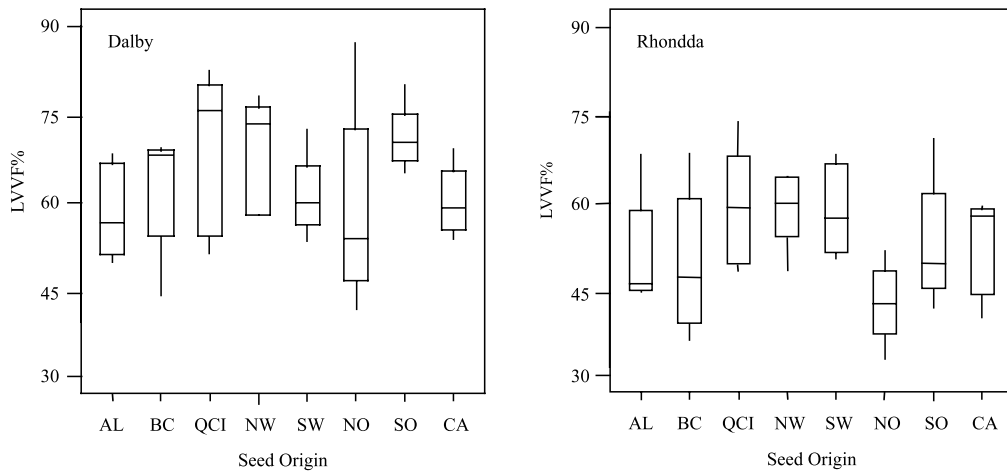 Dalby
LVVF%
90
75
60
45
30
AL BC QCI NW SW NO SO CA
Seed Origin
Rhondda
LVVF%
90
75
60
45
30
AL BC QCI NW SW NO SO CA
Seed Origin